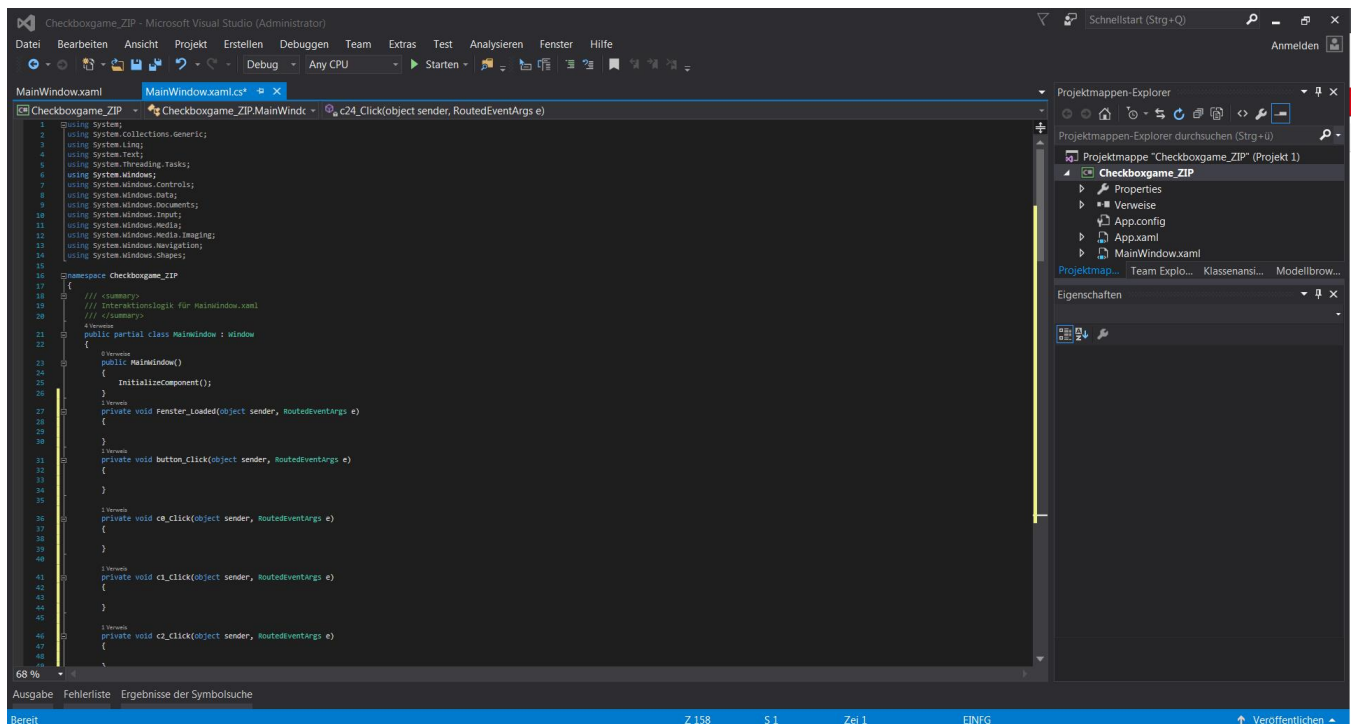 Checkboxgame_ZIP - Microsoft Visual Studio (Administrator)
Schnellstart (Strg+Q)
Datei Bearbeiten Ansicht Projekt Erstellen Debuggen Team Extras Test Analysieren Fenster Hilfe
Anmelden
Debug Any CPU Starten
MainWindow.xaml MainWindow.xaml.cs*
Checkboxgame_ZIP Checkboxgame_ZIP.MainWindc c24_Click(object sender, RoutedEventArgs e)
1 using System;
2 using System.Collections.Generic;
3 using System.Linq;
4 using System.Text;
5 using System.Threading.Tasks;
6 using System.Windows;
7 using System.Windows.Controls;
8 using System.Windows.Data;
9 using System.Windows.Documents;
10 using System.Windows.Input;
11 using System.Windows.Media;
12 using System.Windows.Media.Imaging;
13 using System.Windows.Navigation;
14 using System.Windows.Shapes;
15
16 namespace Checkboxgame_ZIP
17 {
18 /// <summary>
19 /// Interaktionslogik für MainWindow.xaml
20 /// </summary>
4 Verweise
21 public partial class MainWindow : Window
22 {
0 Verweise
23 public MainWindow()
24 {
25 InitializeComponent();
26 }
1 Verweis
27 private void Fenster_Loaded(object sender, RoutedEventArgs e)
28 {
29
30 }
1 Verweis
31 private void button_Click(object sender, RoutedEventArgs e)
32 {
33
34 }
35
1 Verweis
36 private void c0_Click(object sender, RoutedEventArgs e)
37 {
38
39 }
40
1 Verweis
41 private void c1_Click(object sender, RoutedEventArgs e)
42 {
43
44 }
45
1 Verweis
46 private void c2_Click(object sender, RoutedEventArgs e)
47 {
48
49 }
68 %
Projektmappen-Explorer
Projektmappen-Explorer durchsuchen (Strg+ü)
Projektmappe "Checkboxgame_ZIP" (Projekt 1)
Checkboxgame_ZIP
Properties
Verweise
App.config
App.xaml
MainWindow.xaml
Projektmap... Team Explo... Klassenansi... Modellbrow...
Eigenschaften
Ausgabe Fehlerliste Ergebnisse der Symbolsuche
Bereit Z 158 S 1 Zei 1 EINFG Veröffentlichen